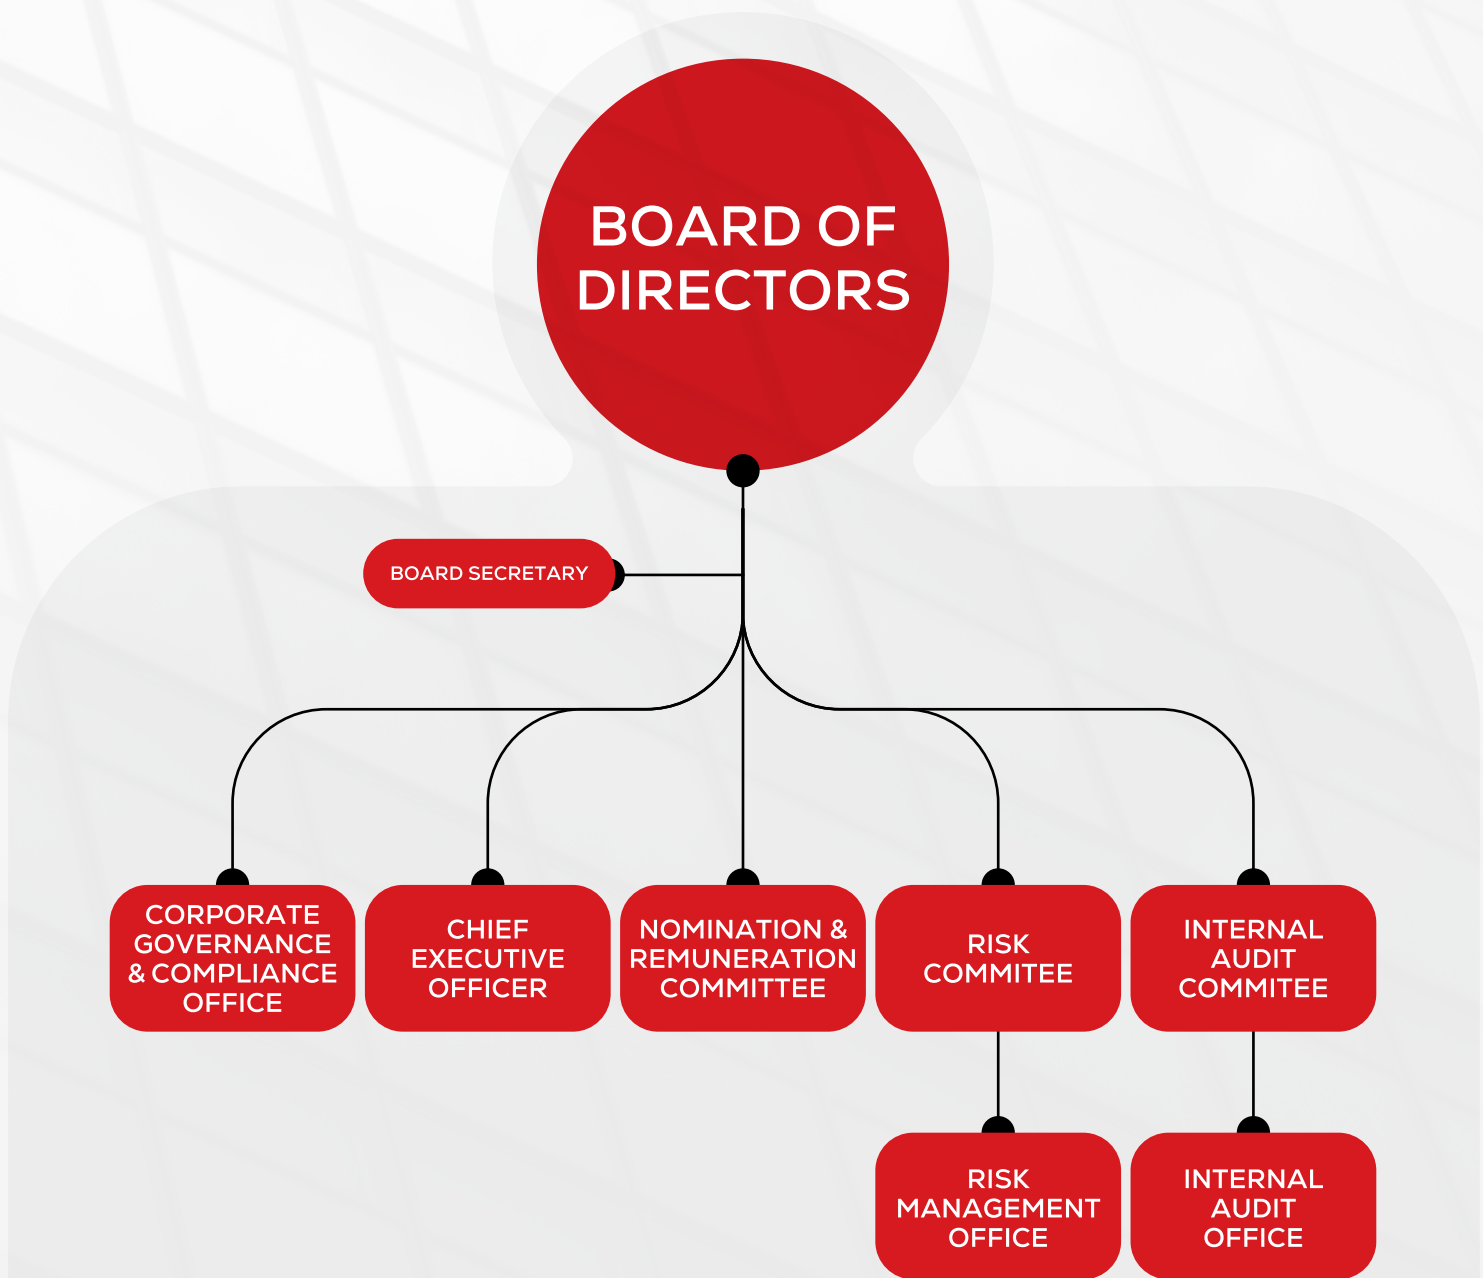 BOARD OF
DIRECTORS
BOARD SECRETARY
CORPORATE
GOVERNANCE
& COMPLIANCE
OFFICE
CHIEF
EXECUTIVE
OFFICER
NOMINATION &
REMUNERATION
COMMITTEE
RISK
COMMITEE
INTERNAL
AUDIT
COMMITEE
RISK
MANAGEMENT
OFFICE
INTERNAL
AUDIT
OFFICE